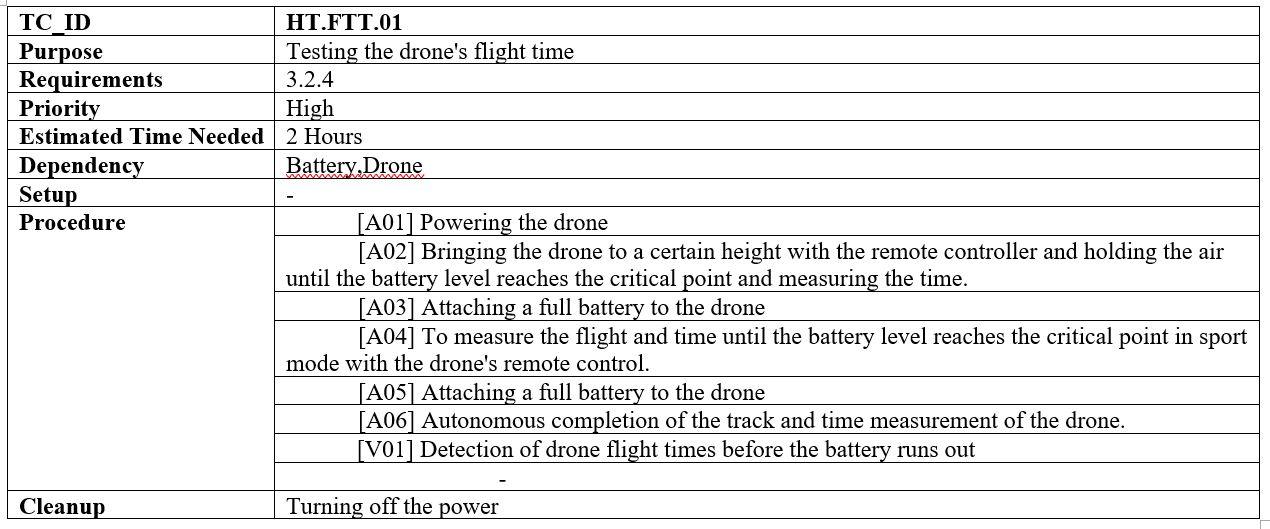 TC_ID HT.FTT.01
Purpose Testing the drone's flight time
Requirements 3.2.4
Priority High
Estimated Time Needed 2 Hours
Dependency Battery,Drone
Setup -
Procedure [A01] Powering the drone
[A02] Bringing the drone to a certain height with the remote controller and holding the air
until the battery level reaches the critical point and measuring the time.
[A03] Attaching a full battery to the drone
[A04] To measure the flight and time until the battery level reaches the critical point in sport
mode with the drone's remote control.
[A05] Attaching a full battery to the drone
[A06] Autonomous completion of the track and time measurement of the drone.
[V01] Detection of drone flight times before the battery runs out
-
Cleanup Turning off the power